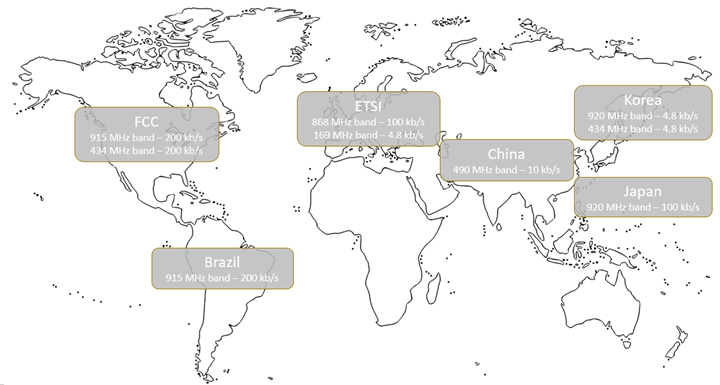 FCC
915 MHz band – 200 kb/s
434 MHz band – 200 kb/s
ETSI
868 MHz band – 100 kb/s
169 MHz band – 4.8 kb/s
Korea
920 MHz band – 4.8 kb/s
434 MHz band – 4.8 kb/s
China
490 MHz band – 10 kb/s
Japan
920 MHz band – 100 kb/s
Brazil
915 MHz band – 200 kb/s